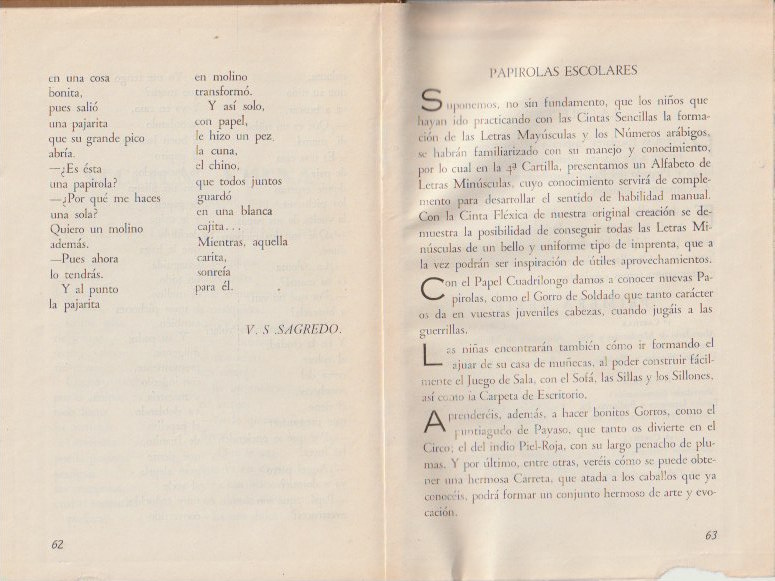 en una cosa
bonita,
pues salió
una pajarita
que su grande pico
abría.
—¿Es ésta
una papirola?
—¿Por qué me haces
una sola?
Quiero un molino
además.
—Pues ahora
lo tendrás.
Y al punto
la pajarita
en molino
transformó.
Y así solo,
con papel,
le hizo un pez,
la cuna,
el chino,
que todos juntos
guardó
en una blanca
cajita...
Mientras, aquella
carita,
sonreía
para él.
V. S. SAGREDO.
62
PAPIROLAS ESCOLARES
Suponemos, no sin fundamento, que los niños que
hayan ido practicando con las Cintas Sencillas la forma-
ción de las Letras Mayúsculas y los Números arábigos,
se habrán familiarizado con su manejo y conocimiento,
por lo cual en la 4ª Cartilla, presentamos un Alfabeto de
Letras Minúsculas, cuyo conocimiento servirá de comple-
mento para desarrollar el sentido de habilidad manual.
Con la Cinta Fléxica de nuestra original creación se de-
muestra la posibilidad de conseguir todas las Letras Mi-
núsculas de un bello y uniforme tipo de imprenta, que a
la vez podrán ser inspiración de útiles aprovechamientos.
Con el Papel Cuadrilongo damos a conocer nuevas Pa-
pirolas, como el Gorro de Soldado que tanto carácter
os da en vuestras juveniles cabezas, cuando jugáis a las
guerrillas.
Las niñas encontrarán también cómo ir formando el
ajuar de su casa de muñecas, al poder construir fácil-
mente el Juego de Sala, con el Sofá, las Sillas y los Sillones,
así como la Carpeta de Escritorio.
Aprenderéis, además, a hacer bonitos Gorros, como el
puntiagudo de Payaso, que tanto os divierte en el
Circo; el del indio Piel-Roja, con su largo penacho de plu-
mas. Y por último, entre otras, veréis cómo se puede obte-
ner una hermosa Carreta, que atada a los caballos que ya
conocéis, podrá formar un conjunto hermoso de arte y evo-
cación.
63